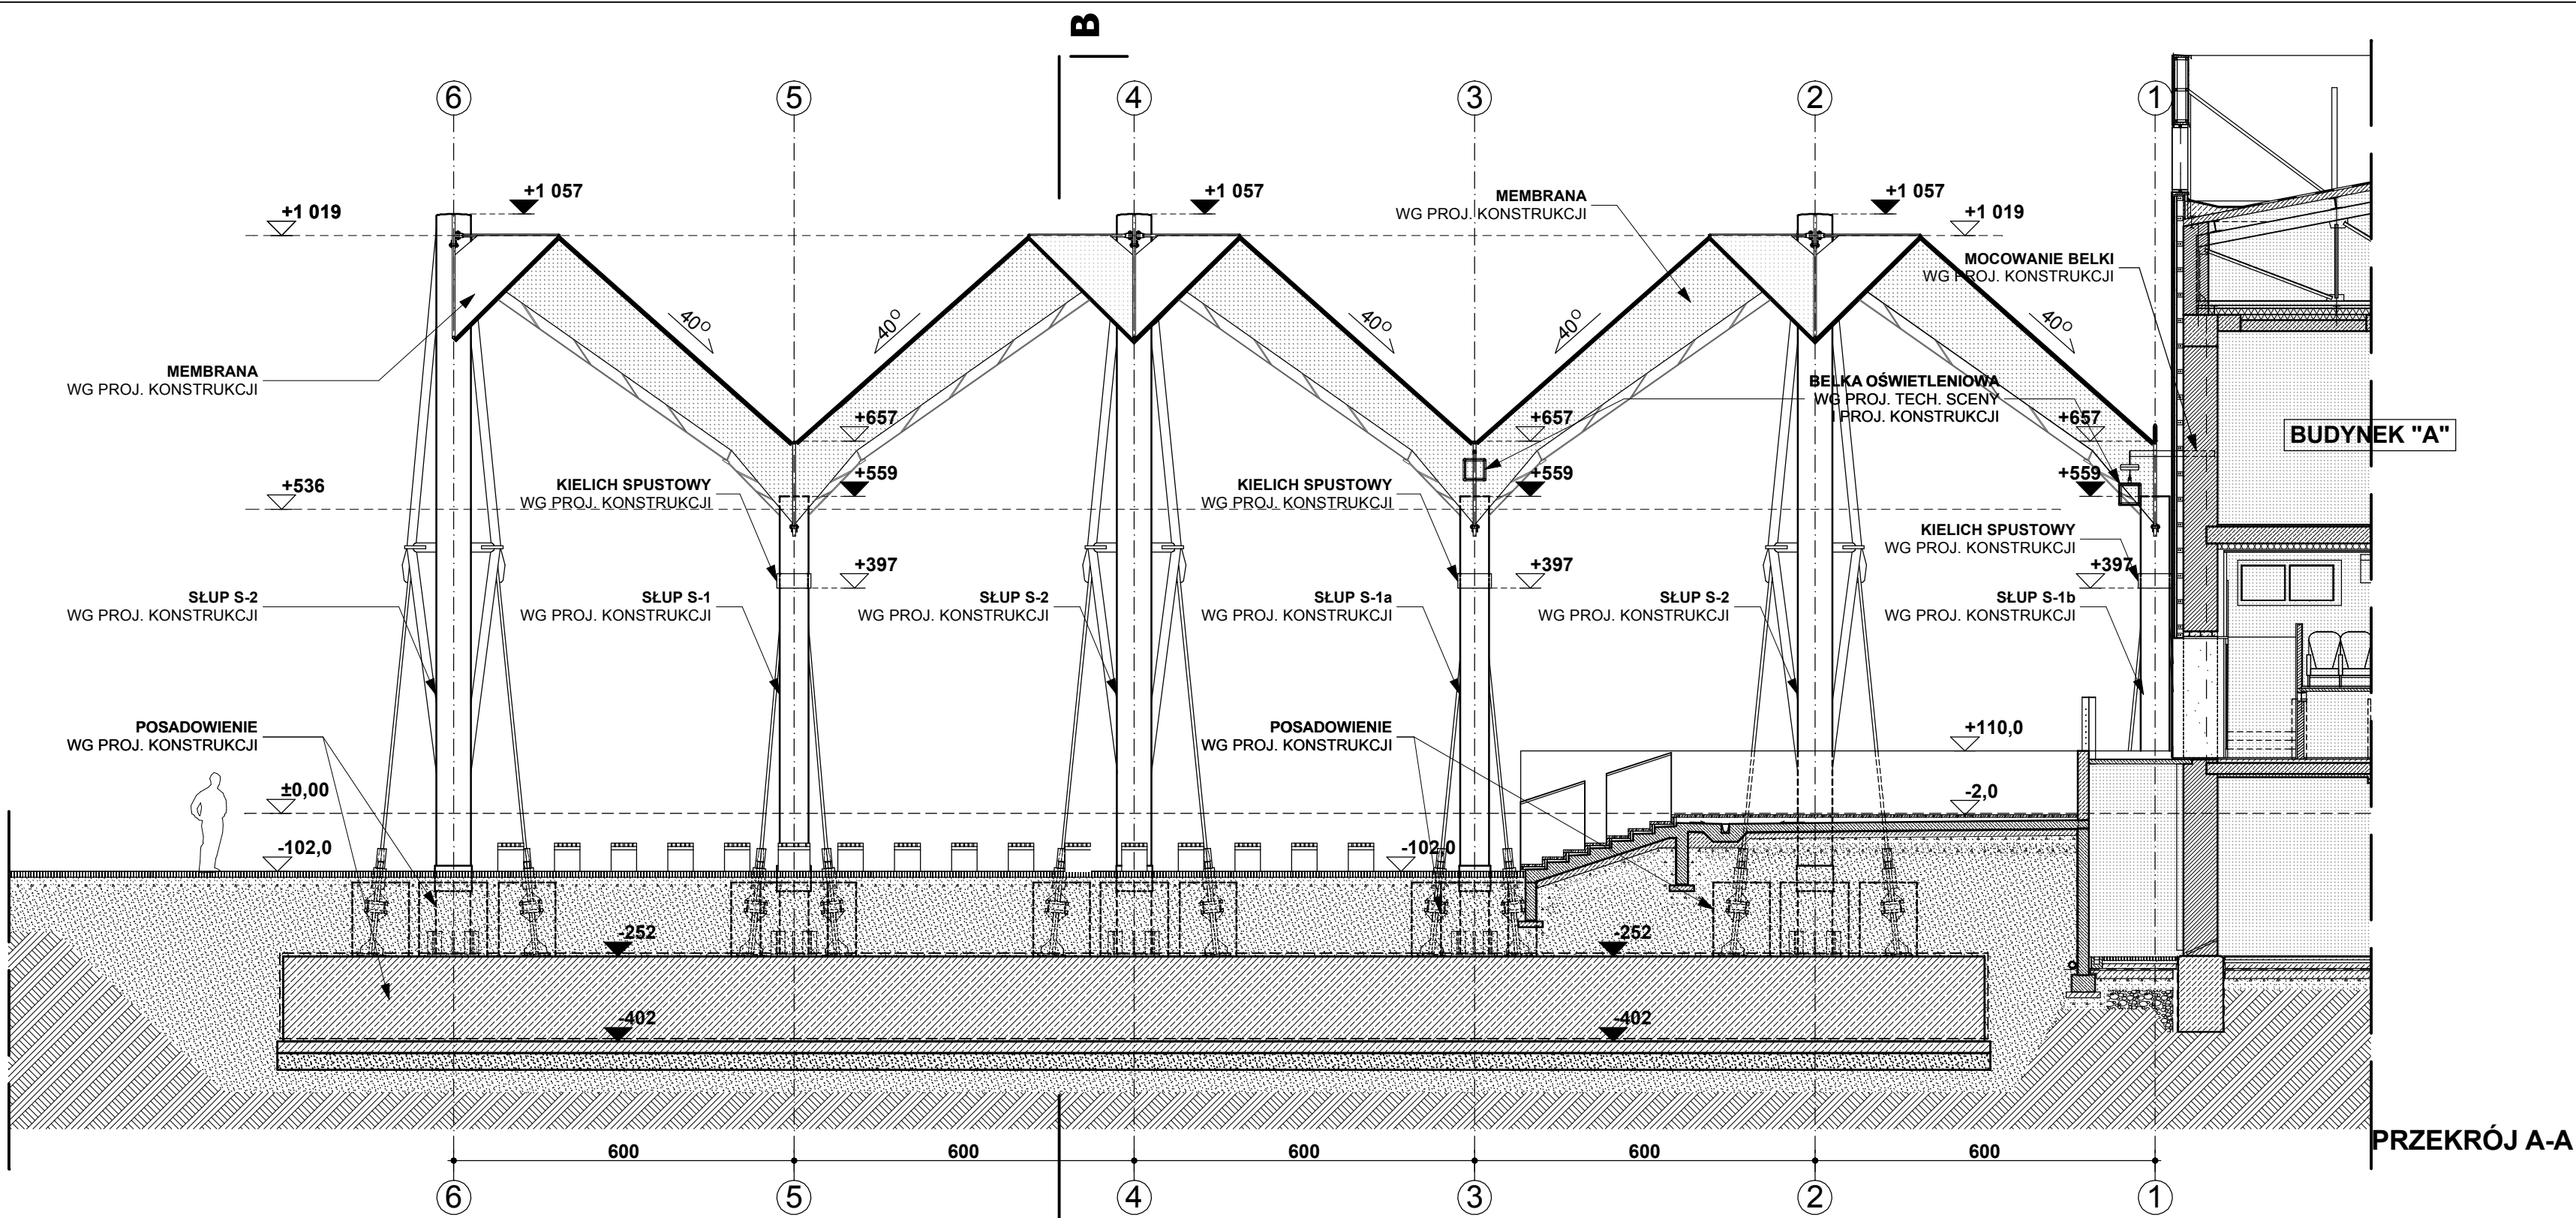 B
6
5
4
3
2
1
+1 057
+1 057
+1 057
+1 019
+1 019
MEMBRANA
WG PROJ. KONSTRUKCJI
MOCOWANIE BELKI
WG PROJ. KONSTRUKCJI
40°
40°
40°
40°
40°
MEMBRANA
WG PROJ. KONSTRUKCJI
BELKA OŚWIETLENIOWA
WG PROJ. TECH. SCENY
I PROJ. KONSTRUKCJI
+657
+657
+657
BUDYNEK "A"
+559
+559
+559
+536
KIELICH SPUSTOWY
WG PROJ. KONSTRUKCJI
KIELICH SPUSTOWY
WG PROJ. KONSTRUKCJI
KIELICH SPUSTOWY
WG PROJ. KONSTRUKCJI
+397
+397
+397
SŁUP S-2
WG PROJ. KONSTRUKCJI
SŁUP S-1
WG PROJ. KONSTRUKCJI
SŁUP S-2
WG PROJ. KONSTRUKCJI
SŁUP S-1a
WG PROJ. KONSTRUKCJI
SŁUP S-2
WG PROJ. KONSTRUKCJI
SŁUP S-1b
WG PROJ. KONSTRUKCJI
POSADOWIENIE
WG PROJ. KONSTRUKCJI
POSADOWIENIE
WG PROJ. KONSTRUKCJI
+110,0
±0,00
-2,0
-102,0
-102,0
-252
-252
-402
-402
PRZEKRÓJ A-A
600
600
600
600
600
6
5
4
3
2
1